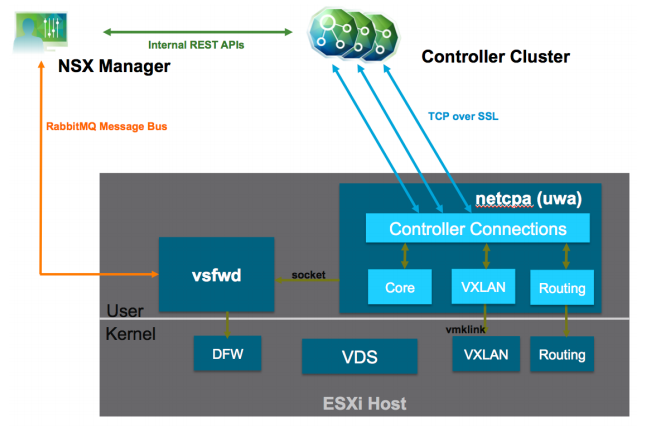 Internal REST APIs
NSX Manager
Controller Cluster
RabbitMQ Message Bus
TCP over SSL
netcpa (uwa)
Controller Connections
vsfwd
socket
Core
VXLAN
Routing
User
Kernel
vmklink
DFW
VDS
VXLAN
Routing
ESXi Host